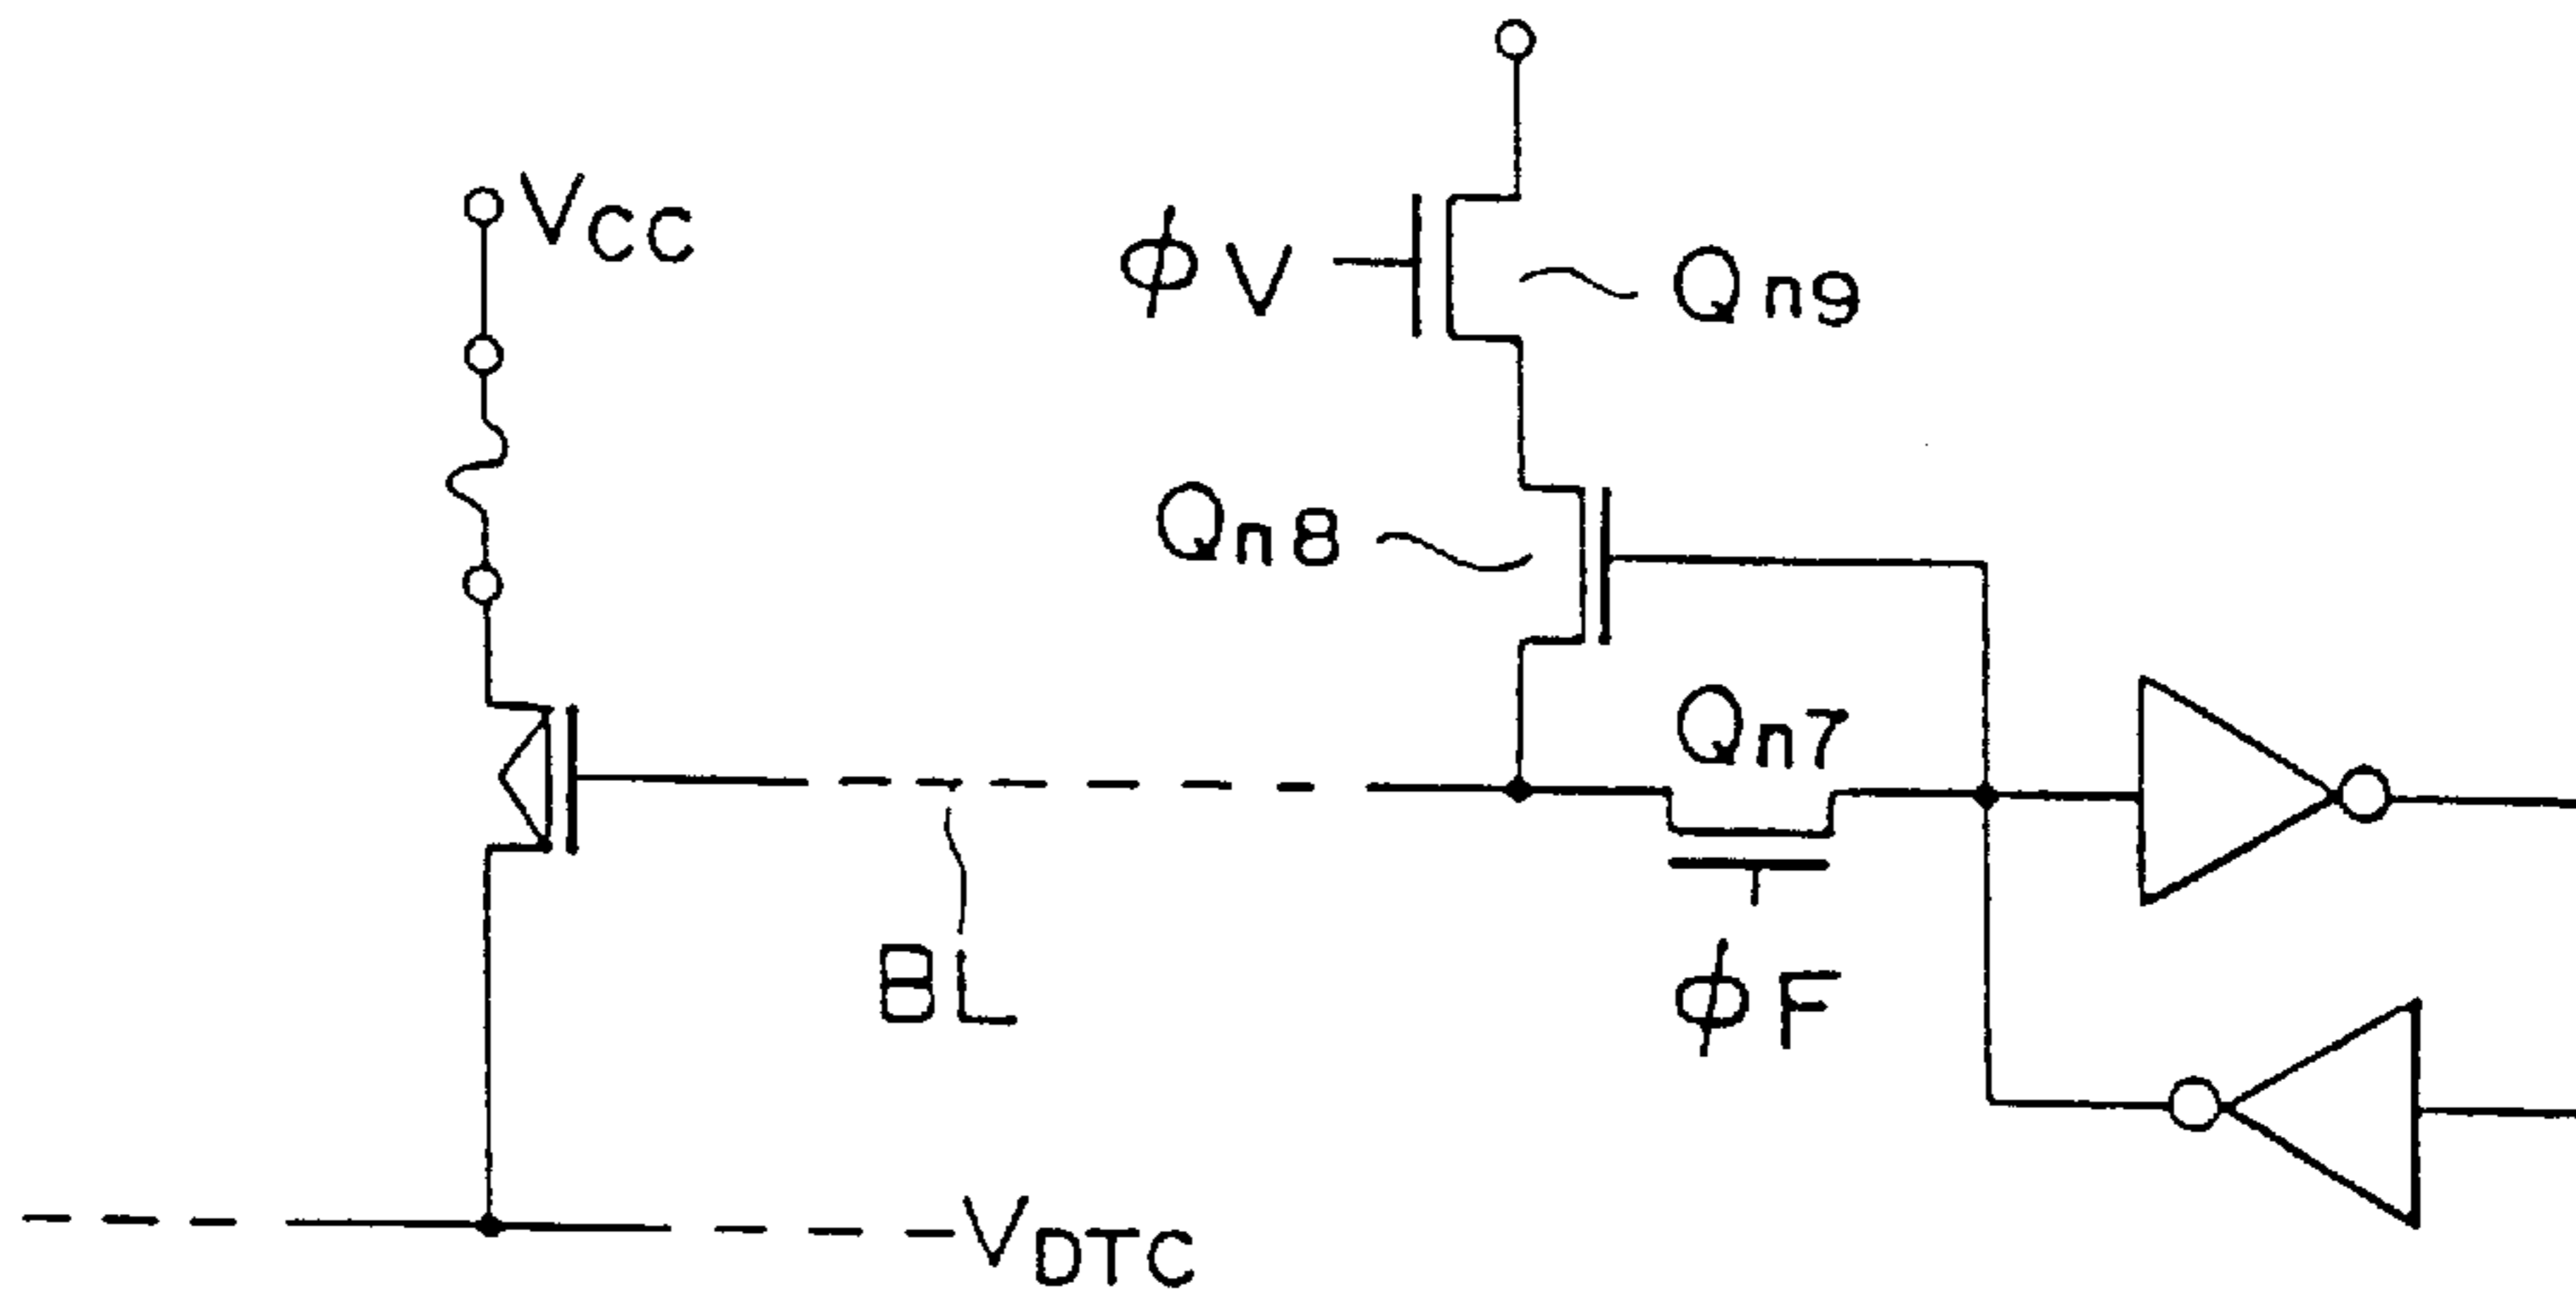 VCC
φV
Qn9
Qn8
Qn7
BL
φF
VDTC